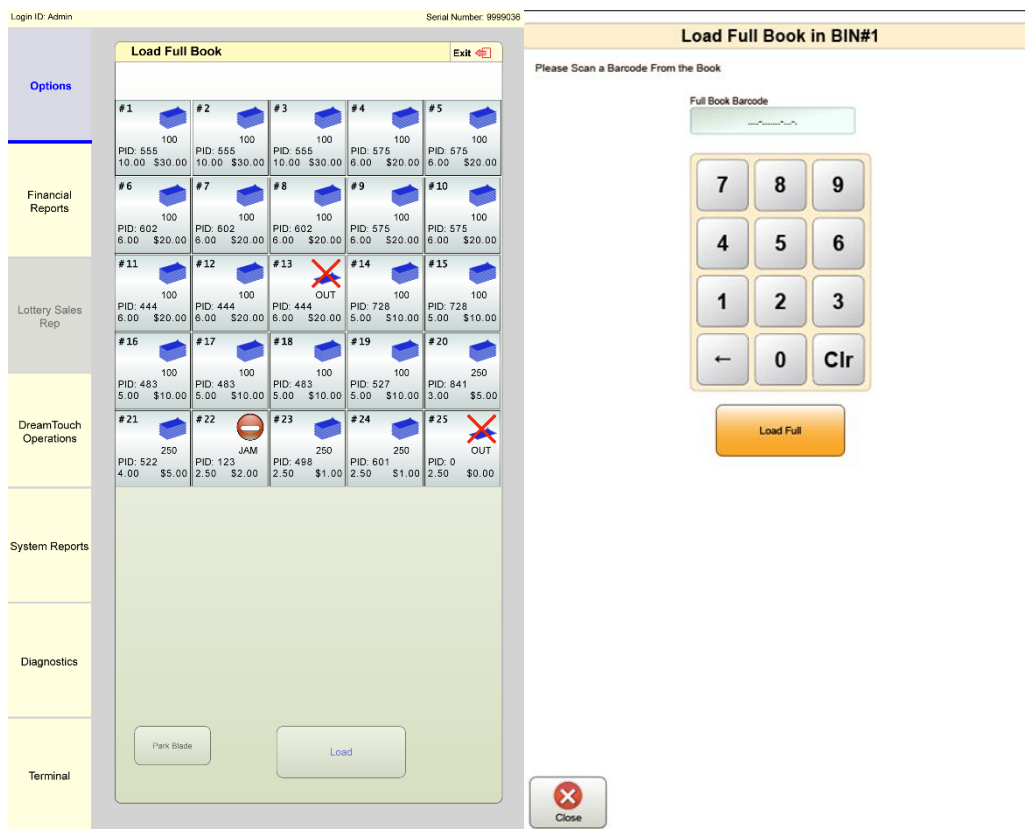 Login ID: Admin
Serial Number: 9999036
Options
Financial
Reports
Lottery Sales
Rep
DreamTouch
Operations
System Reports
Diagnostics
Terminal
Load Full Book
Exit
#1 #2 #3 #4 #5
100 100 100 100 100
PID: 555 PID: 555 PID: 555 PID: 575 PID: 575
10.00 $30.00 10.00 $30.00 10.00 $30.00 6.00 $20.00 6.00 $20.00
#6 #7 #8 #9 #10
100 100 100 100 100
PID: 602 PID: 602 PID: 602 PID: 575 PID: 575
6.00 $20.00 6.00 $20.00 6.00 $20.00 6.00 $20.00 6.00 $20.00
#11 #12 #13 #14 #15
100 100 OUT 100 100
PID: 444 PID: 444 PID: 444 PID: 728 PID: 728
6.00 $20.00 6.00 $20.00 6.00 $20.00 5.00 $10.00 5.00 $10.00
#16 #17 #18 #19 #20
100 100 100 100 250
PID: 483 PID: 483 PID: 483 PID: 527 PID: 841
5.00 $10.00 5.00 $10.00 5.00 $10.00 5.00 $10.00 3.00 $5.00
#21 #22 #23 #24 #25
250 JAM 250 250 OUT
PID: 522 PID: 123 PID: 498 PID: 601 PID: 0
4.00 $5.00 2.50 $2.00 2.50 $1.00 2.50 $1.00 2.50 $0.00
Park Blade
Load
Load Full Book in BIN#1
Please Scan a Barcode From the Book
Full Book Barcode
....-.......-...-.
7 8 9
4 5 6
1 2 3
← 0 Clr
Load Full
Close